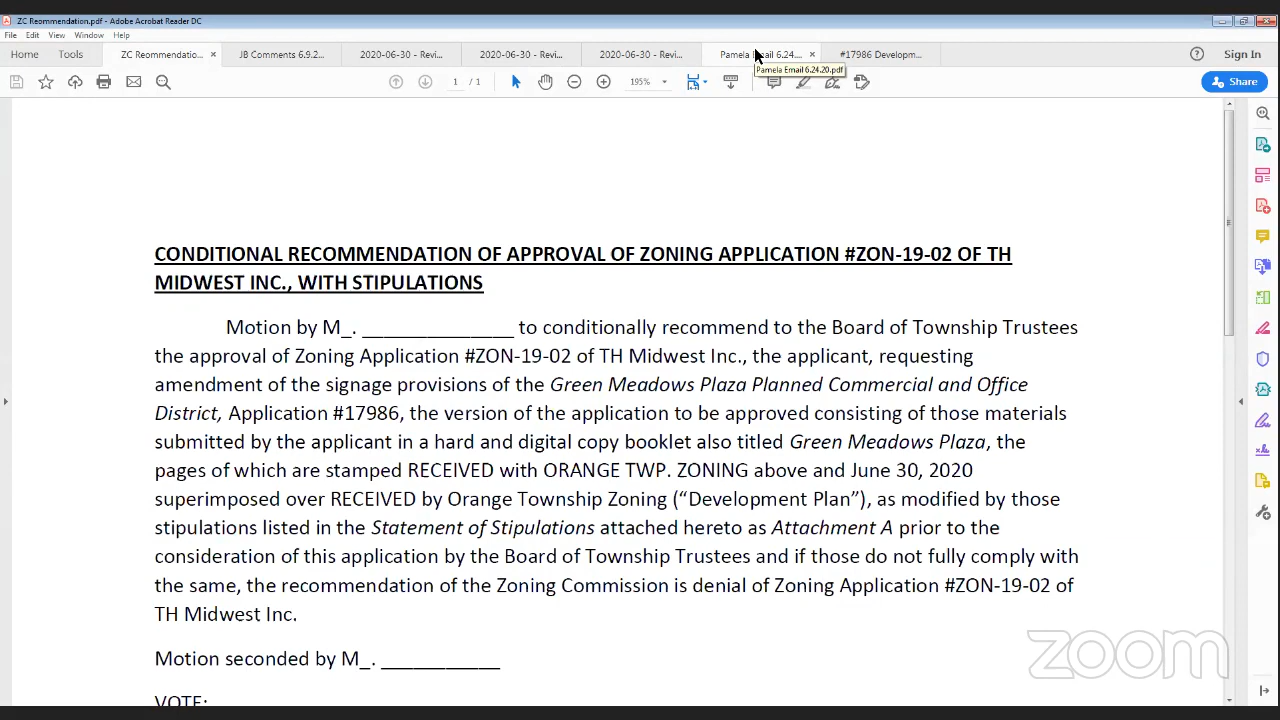 ZC Reommendation.pdf - Adobe Acrobat Reader DC
File Edit View Window Help
Home Tools ZC Reommendatio... × JB Comments 6.9.2... 2020-06-30 - Revi... 2020-06-30 - Revi... 2020-06-30 - Revi... Pamela Email 6.24.... × #17986 Developm... Sign In
Pamela Email 6.24.20.pdf
1 / 1 195% Share
CONDITIONAL RECOMMENDATION OF APPROVAL OF ZONING APPLICATION #ZON-19-02 OF TH
MIDWEST INC., WITH STIPULATIONS
Motion by M_. _______________ to conditionally recommend to the Board of Township Trustees
the approval of Zoning Application #ZON-19-02 of TH Midwest Inc., the applicant, requesting
amendment of the signage provisions of the Green Meadows Plaza Planned Commercial and Office
District, Application #17986, the version of the application to be approved consisting of those materials
submitted by the applicant in a hard and digital copy booklet also titled Green Meadows Plaza, the
pages of which are stamped RECEIVED with ORANGE TWP. ZONING above and June 30, 2020
superimposed over RECEIVED by Orange Township Zoning (“Development Plan”), as modified by those
stipulations listed in the Statement of Stipulations attached hereto as Attachment A prior to the
consideration of this application by the Board of Township Trustees and if those do not fully comply with
the same, the recommendation of the Zoning Commission is denial of Zoning Application #ZON-19-02 of
TH Midwest Inc.
zoom
Motion seconded by M_. ____________
VOTE: